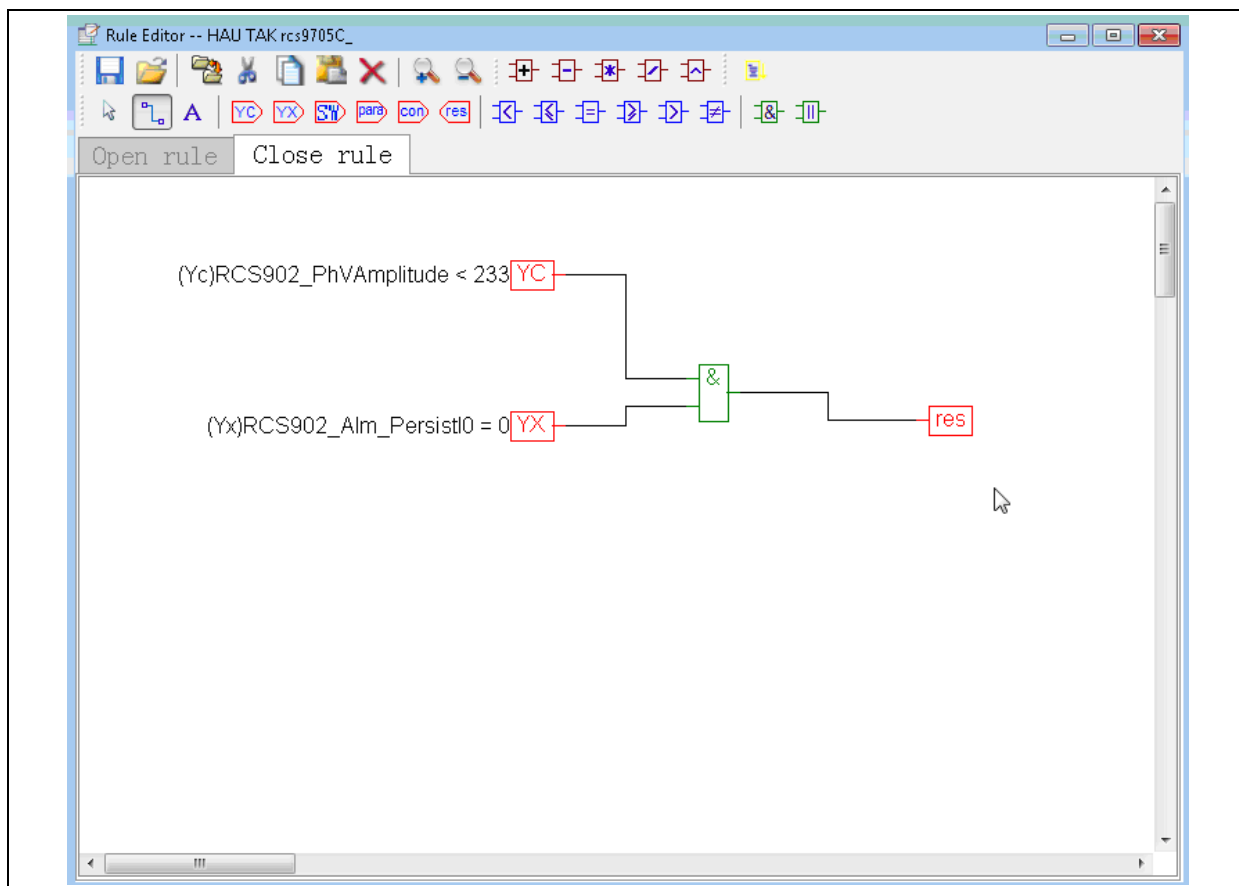 Rule Editor -- HAU TAK rcs9705C_
A YC YX SW para con res < ≤ = ≥ > ≠ & ||
Open rule Close rule
(Yc)RCS902_PhVAmplitude < 233 YC
&
(Yx)RCS902_Alm_PersistI0 = 0 YX
res